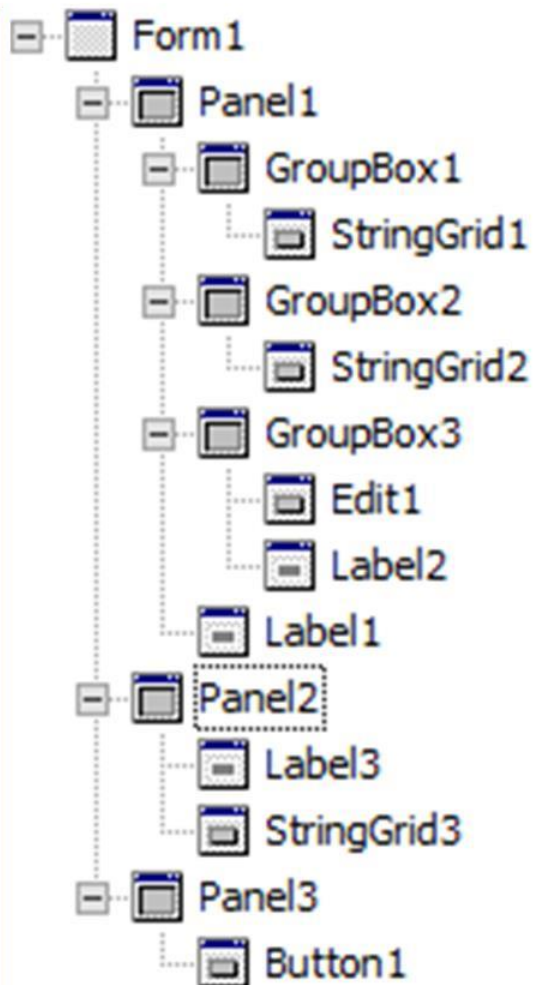 Form1
Panel1
GroupBox1
StringGrid1
GroupBox2
StringGrid2
GroupBox3
Edit1
Label2
Label1
Panel2
Label3
StringGrid3
Panel3
Button1